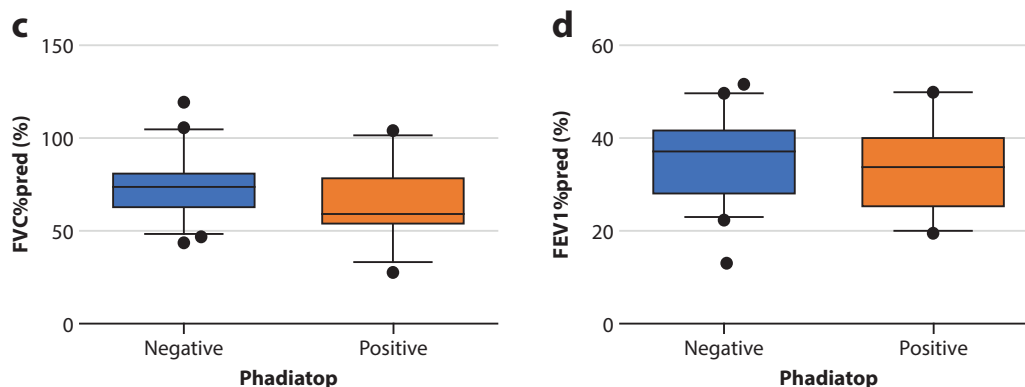 c
FVC%pred (%)
150
100
50
0
Negative Positive
Phadiatop
d
FEV1%pred (%)
60
40
20
0
Negative Positive
Phadiatop